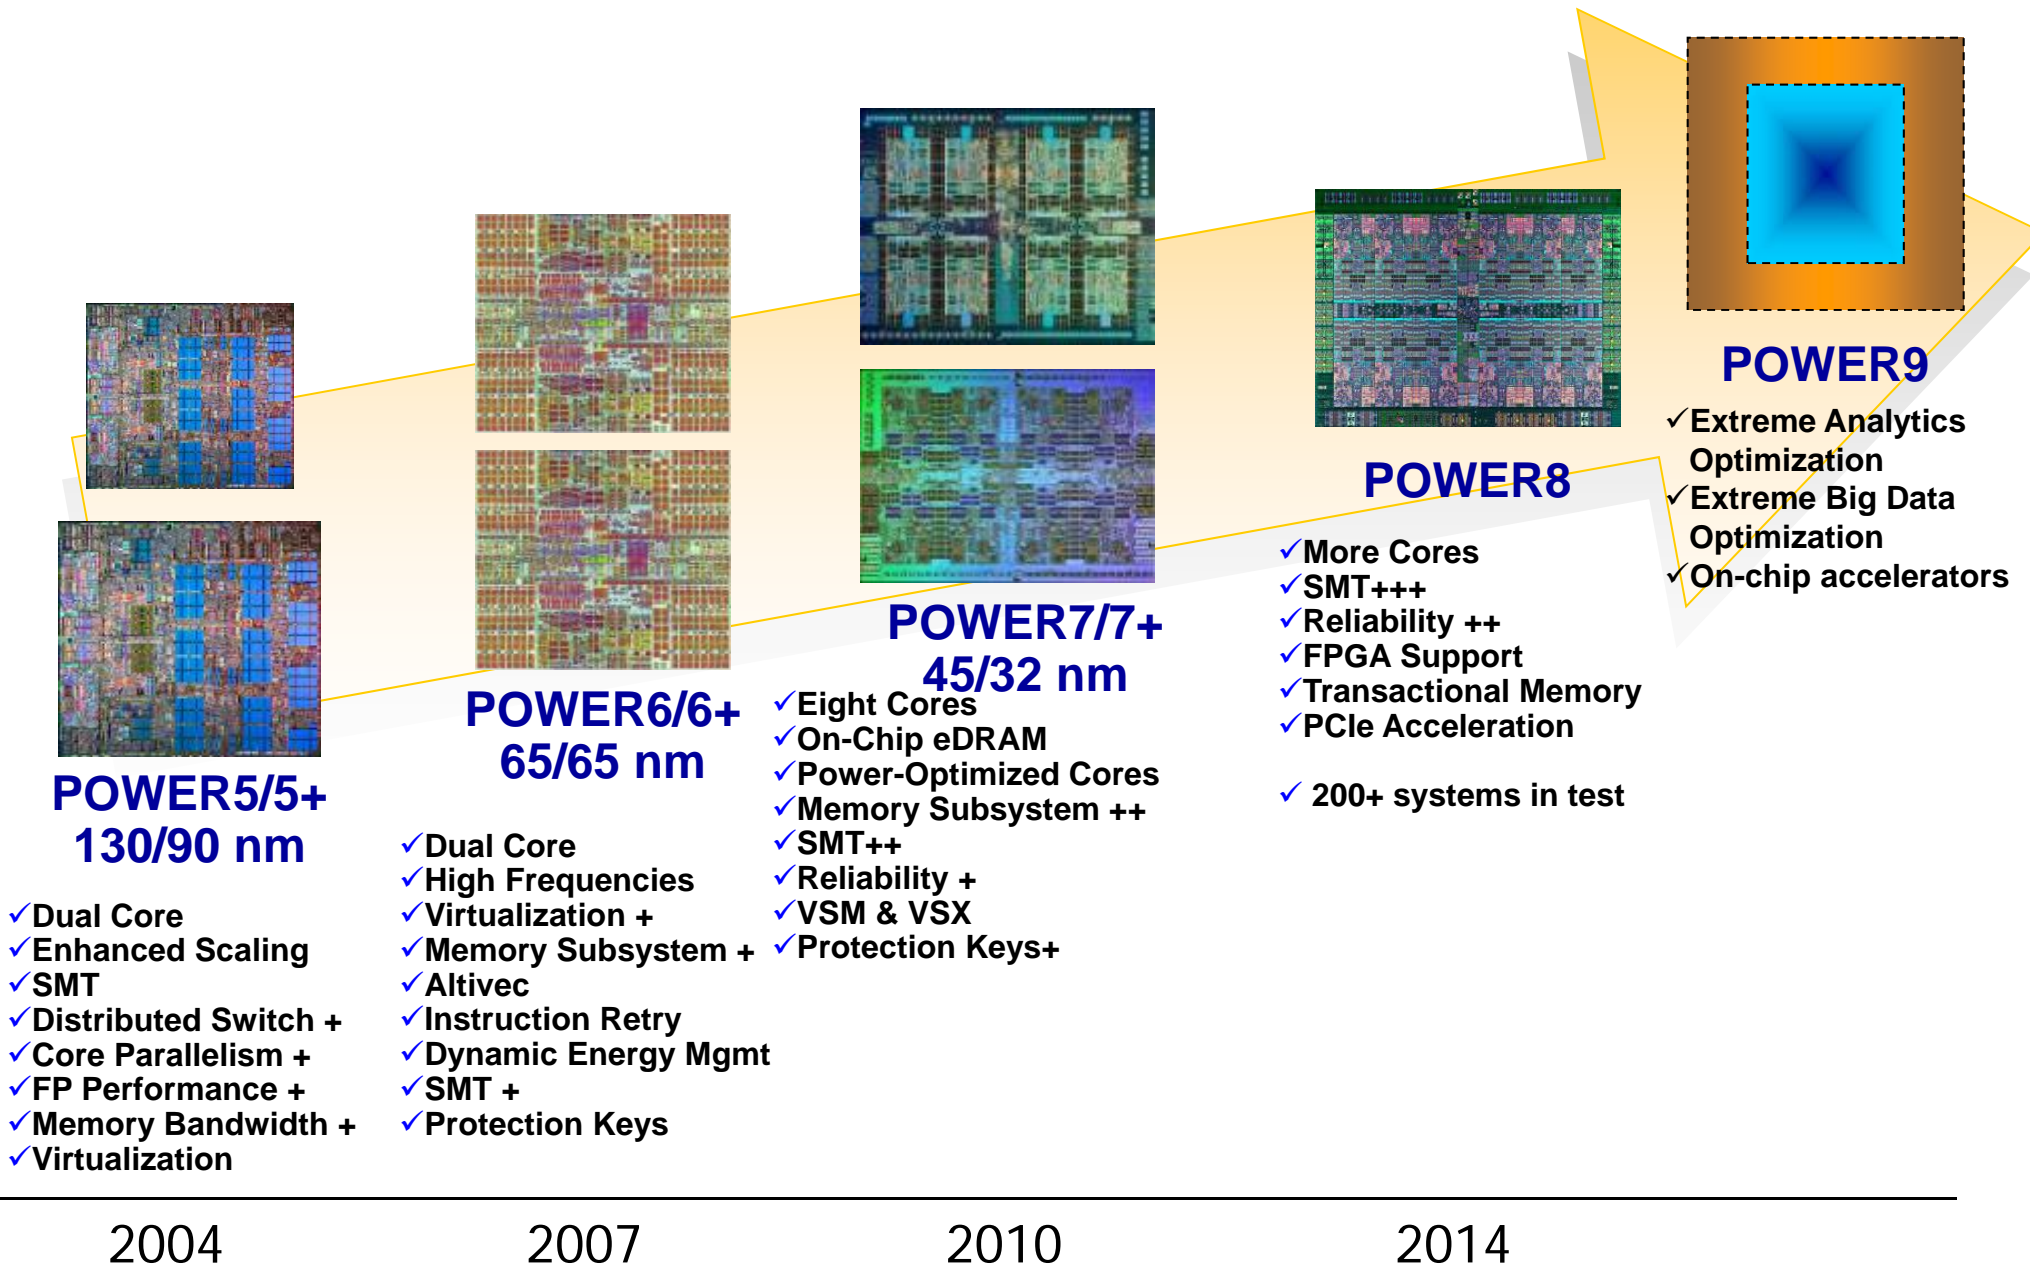 POWER5/5+
130/90 nm
✓Dual Core
✓Enhanced Scaling
✓SMT
✓Distributed Switch +
✓Core Parallelism +
✓FP Performance +
✓Memory Bandwidth +
✓Virtualization
2004
POWER6/6+
65/65 nm
✓Dual Core
✓High Frequencies
✓Virtualization +
✓Memory Subsystem +
✓Altivec
✓Instruction Retry
✓Dynamic Energy Mgmt
✓SMT +
✓Protection Keys
2007
POWER7/7+
45/32 nm
✓Eight Cores
✓On-Chip eDRAM
✓Power-Optimized Cores
✓Memory Subsystem ++
✓SMT++
✓Reliability +
✓VSM & VSX
✓Protection Keys+
2010
POWER8
✓More Cores
✓SMT+++
✓Reliability ++
✓FPGA Support
✓Transactional Memory
✓PCIe Acceleration
✓ 200+ systems in test
2014
POWER9
✓Extreme Analytics
Optimization
✓Extreme Big Data
Optimization
✓On-chip accelerators